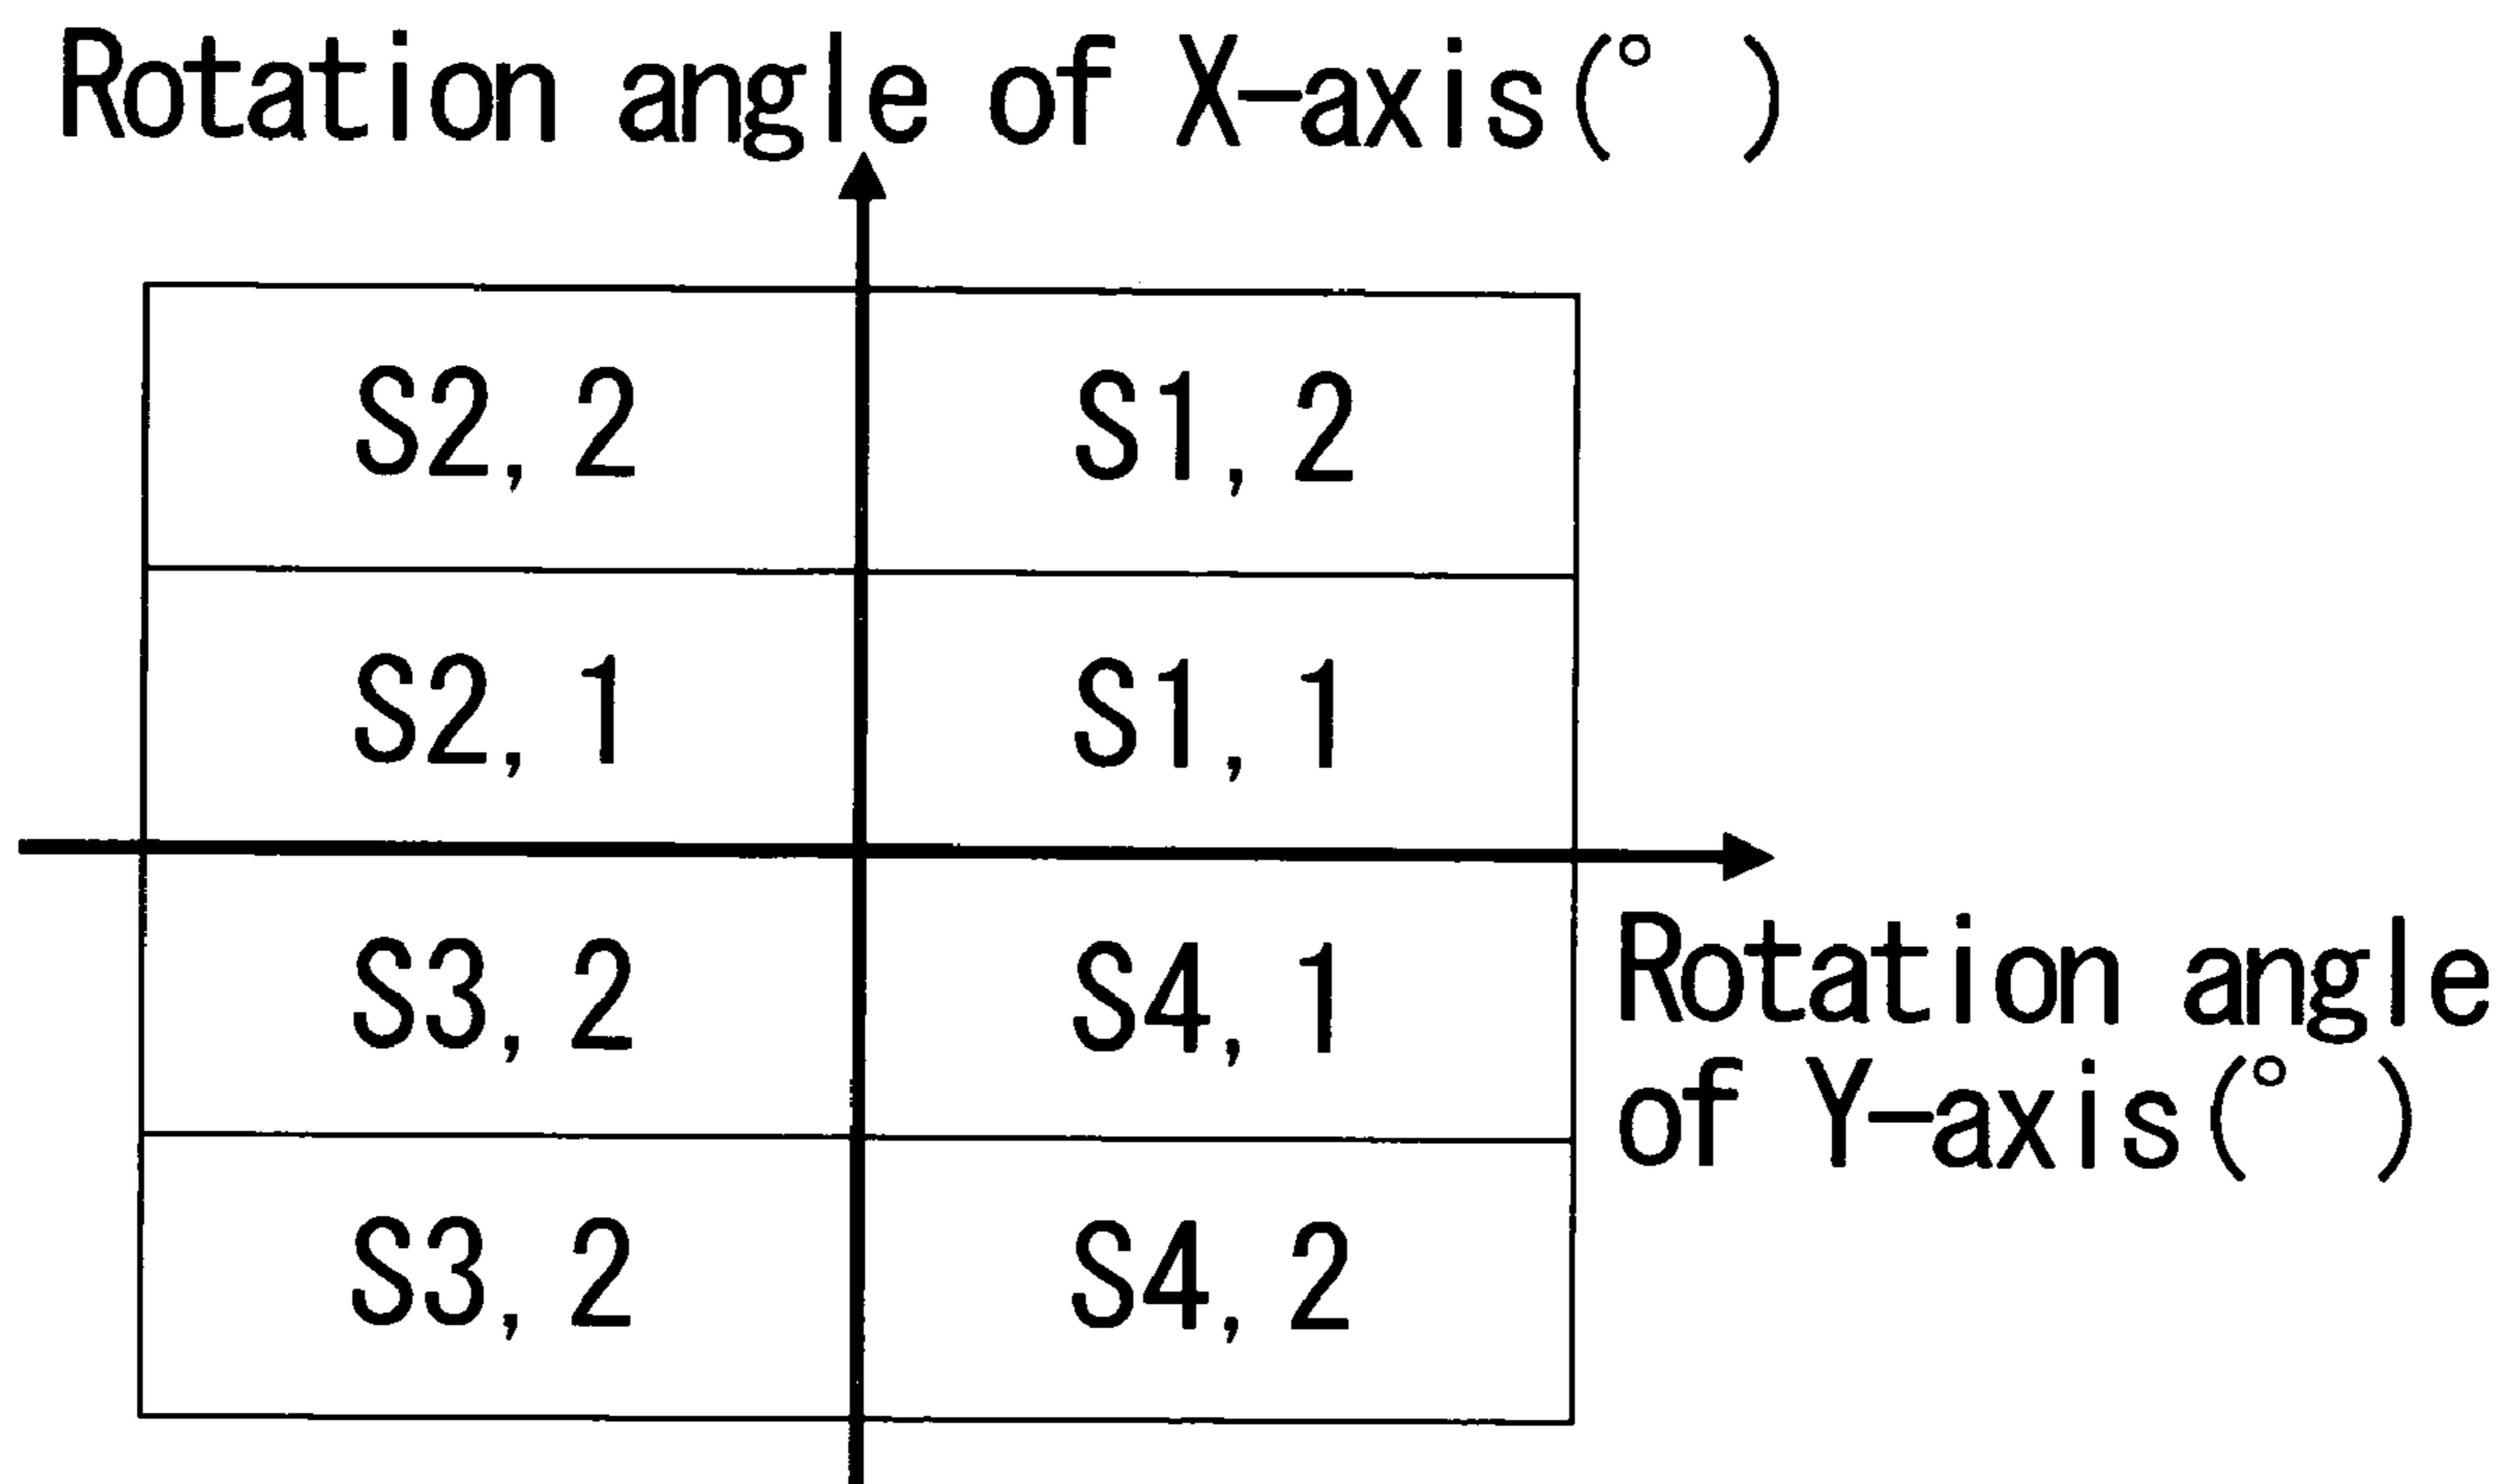 Rotation angle of X-axis(° )
S2, 2 S1, 2
S2, 1 S1, 1
S3, 2 S4, 1
Rotation angle
of Y-axis(° )
S3, 2 S4, 2